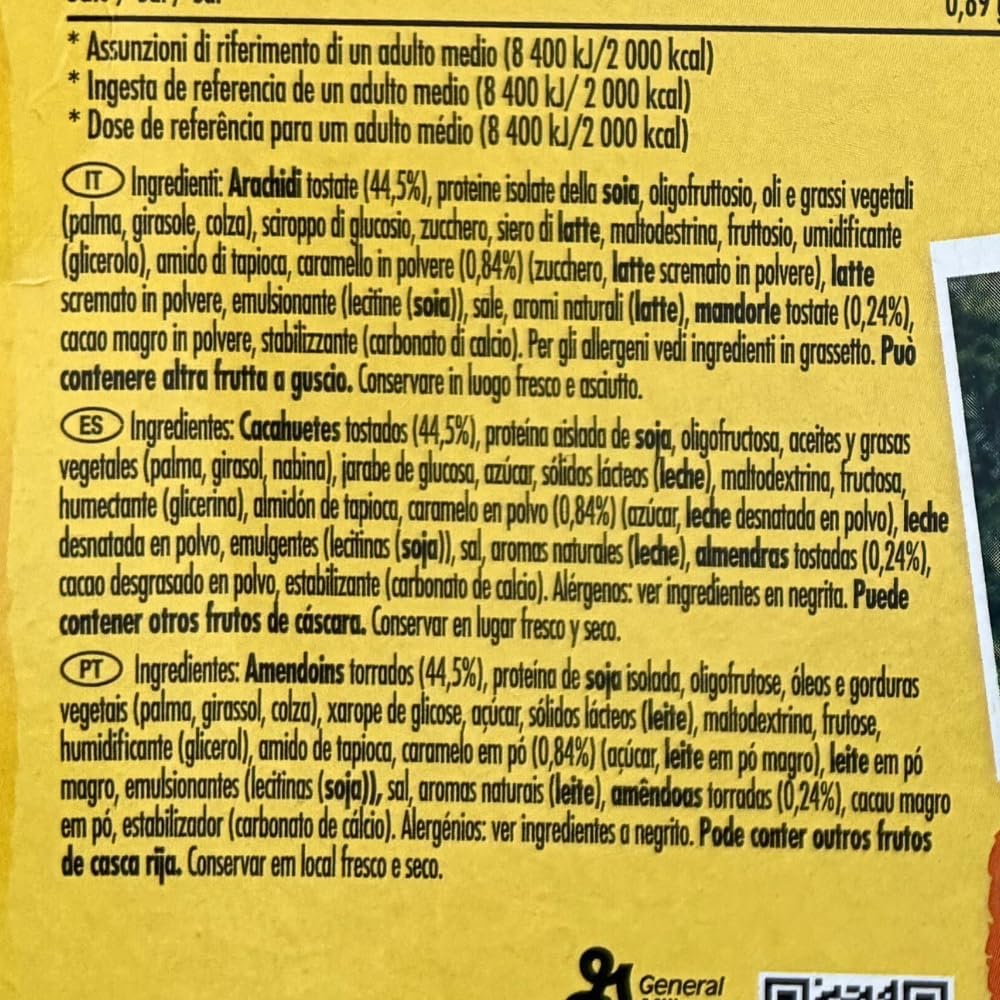 * Assunzioni di riferimento di un adulto medio (8 400 kJ/2 000 kcal)
* Ingesta de referencia de un adulto medio (8 400 kJ/ 2 000 kcal)
* Dose de referência para um adulto médio (8 400 kJ/2 000 kcal)
IT Ingredienti: Arachidi tostate (44,5%), proteine isolate della soia, oligofruttosio, oli e grassi vegetali
(palma, girasole, colza), sciroppo di glucosio, zucchero, siero di latte, maltodestrina, fruttosio, umidificante
(glicerolo), amido di tapioca, caramello in polvere (0,84%) (zucchero, latte scremato in polvere), latte
scremato in polvere, emulsionante (lecitine (soia)), sale, aromi naturali (latte), mandorle tostate (0,24%),
cacao magro in polvere, stabilizzante (carbonato di calcio). Per gli allergeni vedi ingredienti in grassetto. Può
contenere altra frutta a guscio. Conservare in luogo fresco e asciutto.
ES Ingredientes: Cacahuetes tostados (44,5%), proteína aislada de soja, oligofructosa, aceites y grasas
vegetales (palma, girasol, nabina), jarabe de glucosa, azúcar, sólidos lácteos (leche), maltodextrina, fructosa,
humectante (glicerina), almidón de tapioca, caramelo en polvo (0,84%) (azúcar, leche desnatada en polvo), leche
desnatada en polvo, emulgentes (lecitinas (soja)), sal, aromas naturales (leche), almendras tostadas (0,24%),
cacao desgrasado en polvo, estabilizante (carbonato de calcio). Alérgenos: ver ingredientes en negrita. Puede
contener otros frutos de cáscara. Conservar en lugar fresco y seco.
PT Ingredientes: Amendoins torrados (44,5%), proteína de soja isolada, oligofrutose, óleos e gorduras
vegetais (palma, girassol, colza), xarope de glicose, açúcar, sólidos lácteos (leite), maltodextrina, frutose,
humidificante (glicerol), amido de tapioca, caramelo em pó (0,84%) (açúcar, leite em pó magro), leite em pó
magro, emulsionantes (lecitinas (soja)), sal, aromas naturais (leite), amêndoas torradas (0,24%), cacau magro
em pó, estabilizador (carbonato de cálcio). Alergénios: ver ingredientes a negrito. Pode conter outros frutos
de casca rija. Conservar em local fresco e seco.
General